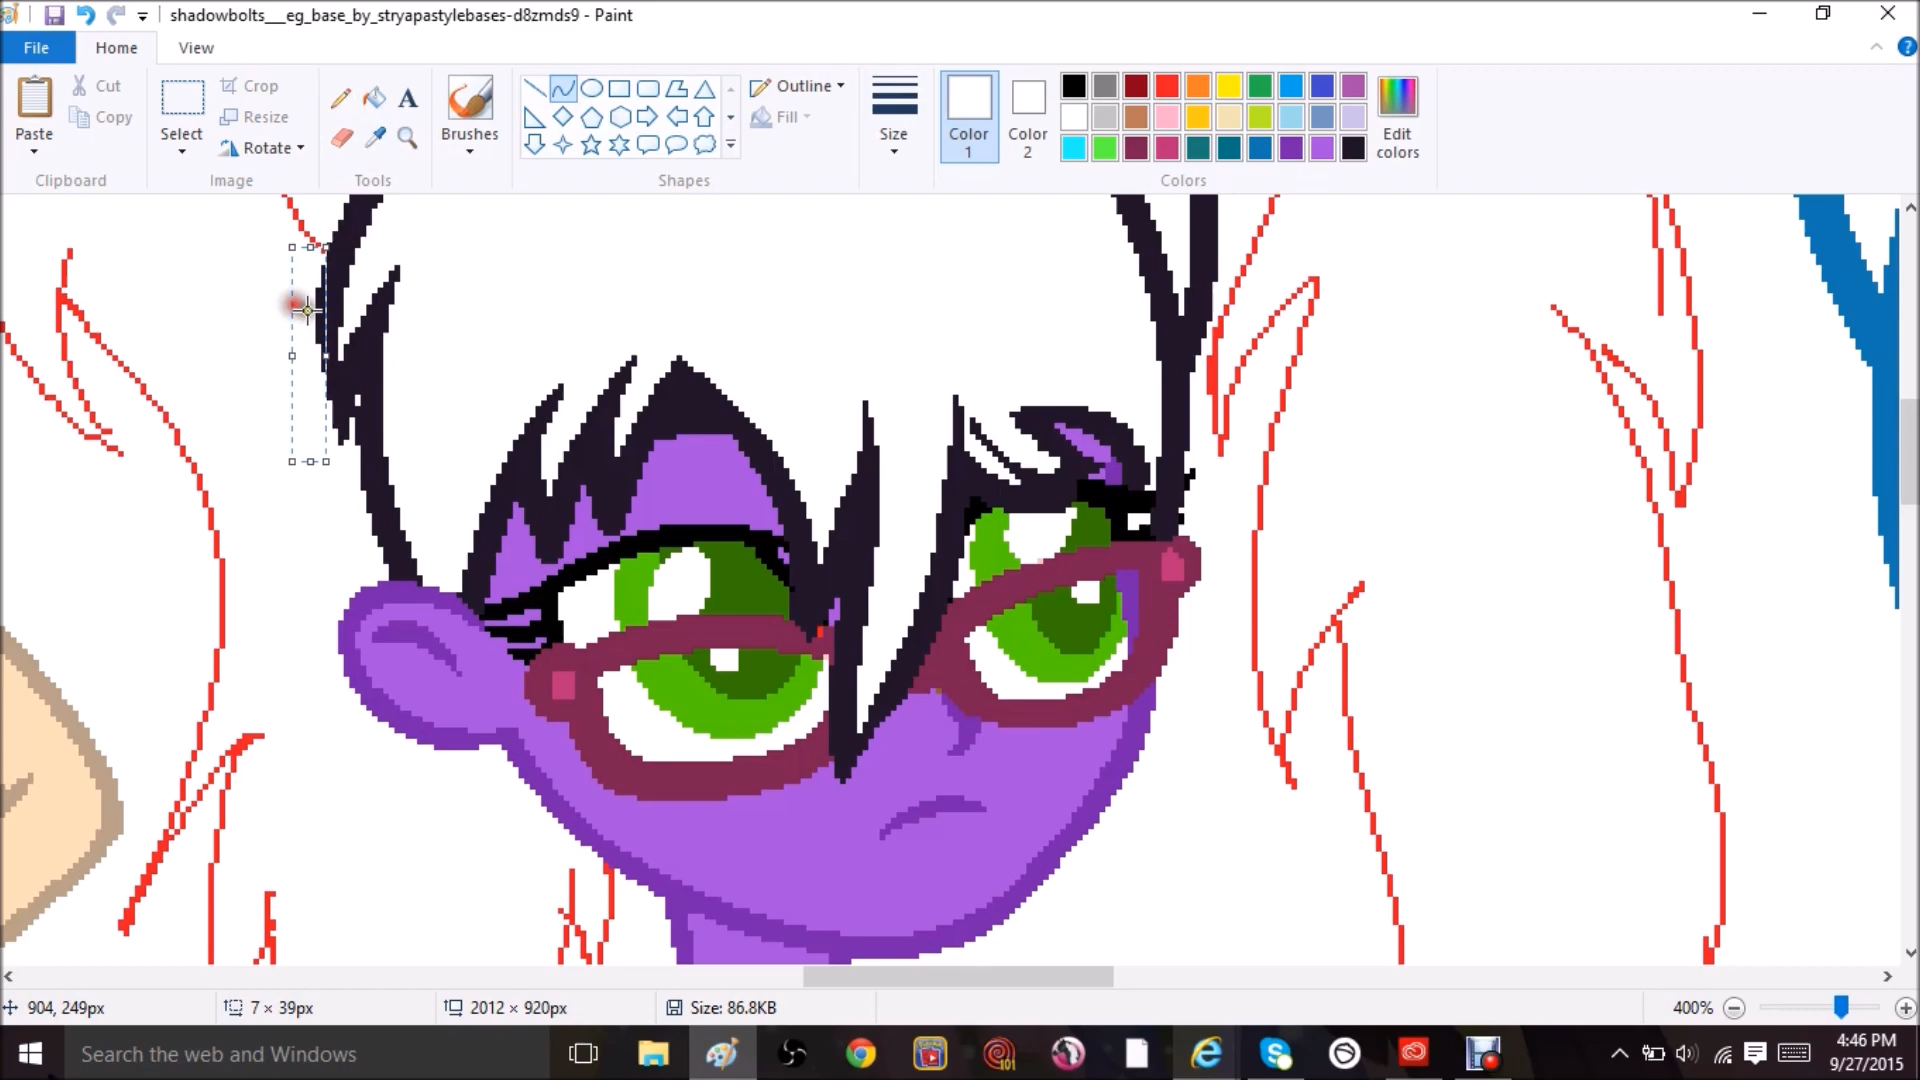 shadowbolts___eg_base_by_stryapastylebases-d8zmds9 - Paint
File Home View
Paste Cut Copy
Select Crop Resize Rotate
A
Brushes
Outline Fill
Size
Color 1 Color 2
Edit colors
Clipboard Image Tools Shapes Colors
904, 249px 7 × 39px 2012 × 920px Size: 86.8KB 400%
Search the web and Windows 101 4:46 PM
9/27/2015